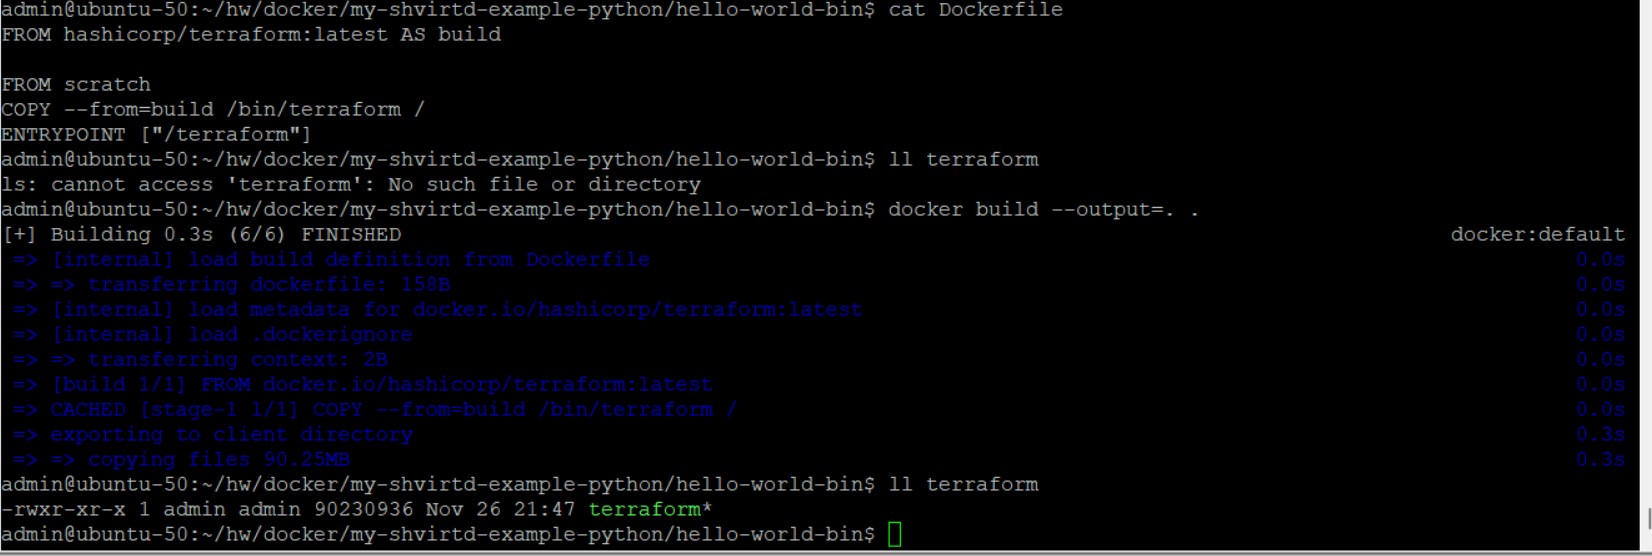 admin@ubuntu-50:~/hw/docker/my-shvirtd-example-python/hello-world-bin$ cat Dockerfile
FROM hashicorp/terraform:latest AS build
FROM scratch
COPY --from=build /bin/terraform /
ENTRYPOINT ["/terraform"]
admin@ubuntu-50:~/hw/docker/my-shvirtd-example-python/hello-world-bin$ ll terraform
ls: cannot access 'terraform': No such file or directory
admin@ubuntu-50:~/hw/docker/my-shvirtd-example-python/hello-world-bin$ docker build --output=. .
[+] Building 0.3s (6/6) FINISHED docker:default
=> [internal] load build definition from Dockerfile 0.0s
=> => transferring dockerfile: 158B 0.0s
=> [internal] load metadata for docker.io/hashicorp/terraform:latest 0.0s
=> [internal] load .dockerignore 0.0s
=> => transferring context: 2B 0.0s
=> [build 1/1] FROM docker.io/hashicorp/terraform:latest 0.0s
=> CACHED [stage-1 1/1] COPY --from=build /bin/terraform / 0.0s
=> exporting to client directory 0.3s
=> => copying files 90.25MB 0.3s
admin@ubuntu-50:~/hw/docker/my-shvirtd-example-python/hello-world-bin$ ll terraform
-rwxr-xr-x 1 admin admin 90230936 Nov 26 21:47 terraform*
admin@ubuntu-50:~/hw/docker/my-shvirtd-example-python/hello-world-bin$